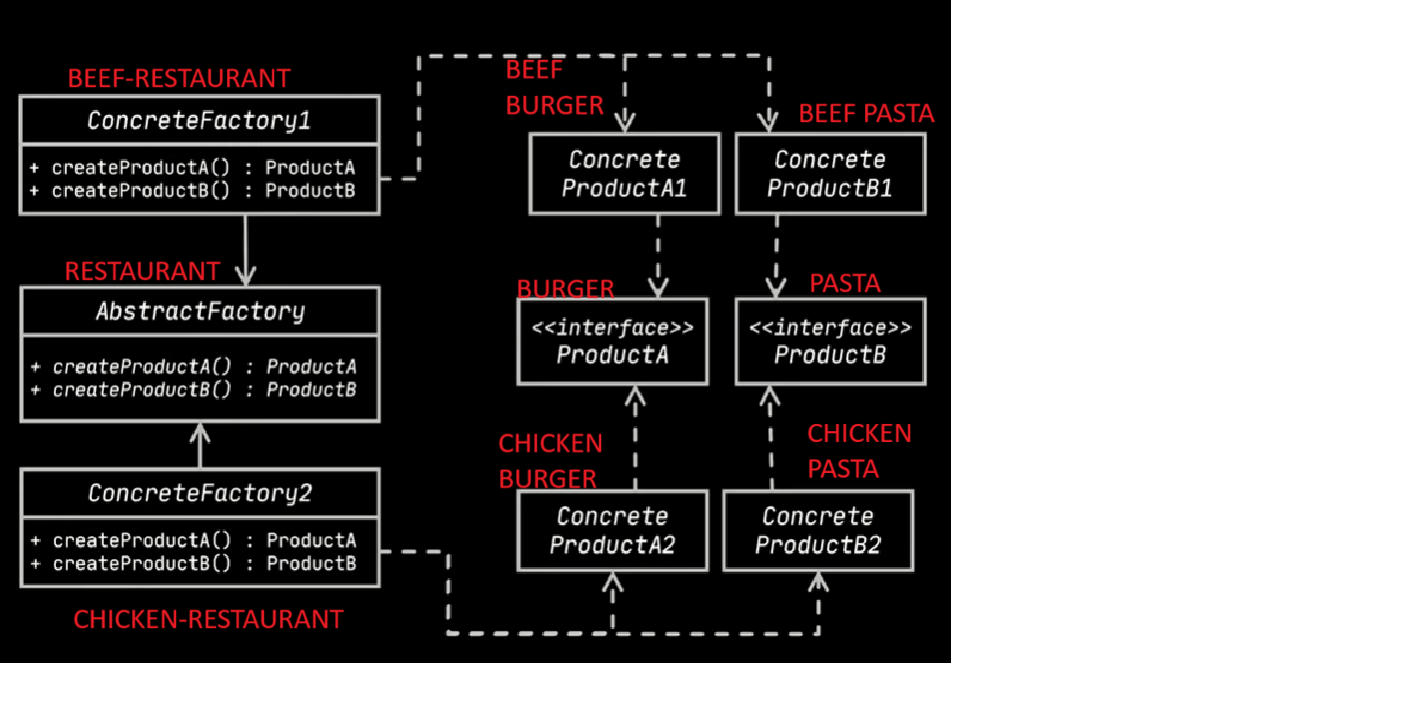 BEEF-RESTAURANT
ConcreteFactory1
+ createProductA() : ProductA
+ createProductB() : ProductB
RESTAURANT
AbstractFactory
+ createProductA() : ProductA
+ createProductB() : ProductB
ConcreteFactory2
+ createProductA() : ProductA
+ createProductB() : ProductB
CHICKEN-RESTAURANT
BEEF
BURGER
Concrete
ProductA1
BEEF PASTA
Concrete
ProductB1
BURGER
<<interface>>
ProductA
PASTA
<<interface>>
ProductB
CHICKEN
BURGER
Concrete
ProductA2
CHICKEN
PASTA
Concrete
ProductB2